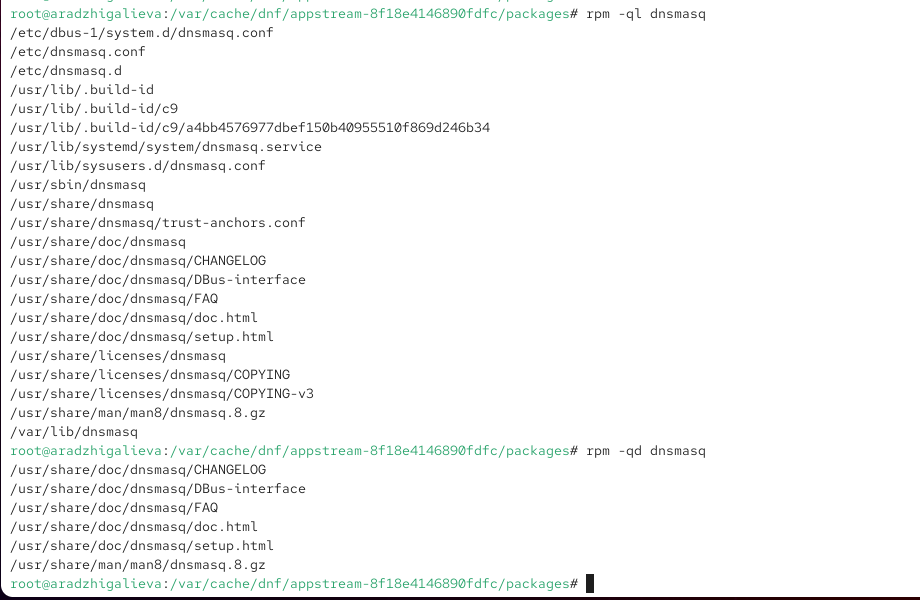 root@aradzhigalieva:/var/cache/dnf/appstream-8f18e4146890fdfc/packages# rpm -ql dnsmasq
/etc/dbus-1/system.d/dnsmasq.conf
/etc/dnsmasq.conf
/etc/dnsmasq.d
/usr/lib/.build-id
/usr/lib/.build-id/c9
/usr/lib/.build-id/c9/a4bb4576977dbef150b40955510f869d246b34
/usr/lib/systemd/system/dnsmasq.service
/usr/lib/sysusers.d/dnsmasq.conf
/usr/sbin/dnsmasq
/usr/share/dnsmasq
/usr/share/dnsmasq/trust-anchors.conf
/usr/share/doc/dnsmasq
/usr/share/doc/dnsmasq/CHANGELOG
/usr/share/doc/dnsmasq/DBus-interface
/usr/share/doc/dnsmasq/FAQ
/usr/share/doc/dnsmasq/doc.html
/usr/share/doc/dnsmasq/setup.html
/usr/share/licenses/dnsmasq
/usr/share/licenses/dnsmasq/COPYING
/usr/share/licenses/dnsmasq/COPYING-v3
/usr/share/man/man8/dnsmasq.8.gz
/var/lib/dnsmasq
root@aradzhigalieva:/var/cache/dnf/appstream-8f18e4146890fdfc/packages# rpm -qd dnsmasq
/usr/share/doc/dnsmasq/CHANGELOG
/usr/share/doc/dnsmasq/DBus-interface
/usr/share/doc/dnsmasq/FAQ
/usr/share/doc/dnsmasq/doc.html
/usr/share/doc/dnsmasq/setup.html
/usr/share/man/man8/dnsmasq.8.gz
root@aradzhigalieva:/var/cache/dnf/appstream-8f18e4146890fdfc/packages#